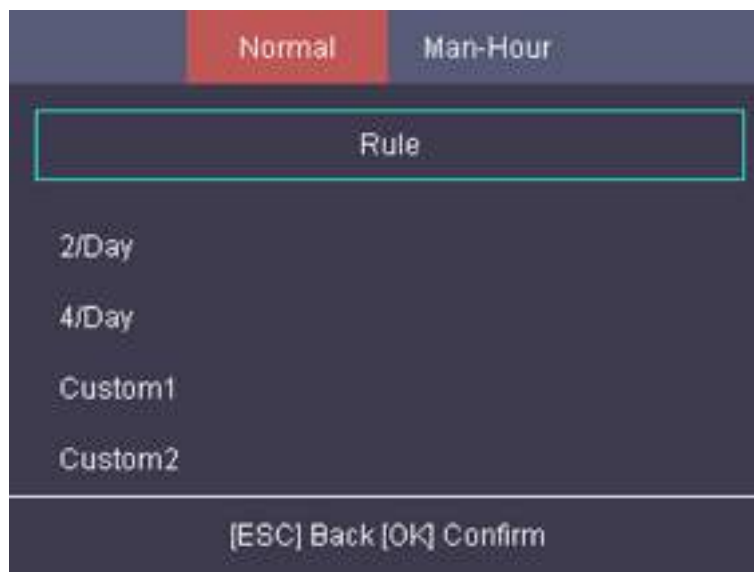 Normal Man-Hour
Rule
2/Day
4/Day
Custom1
Custom2
[ESC] Back [OK] Confirm